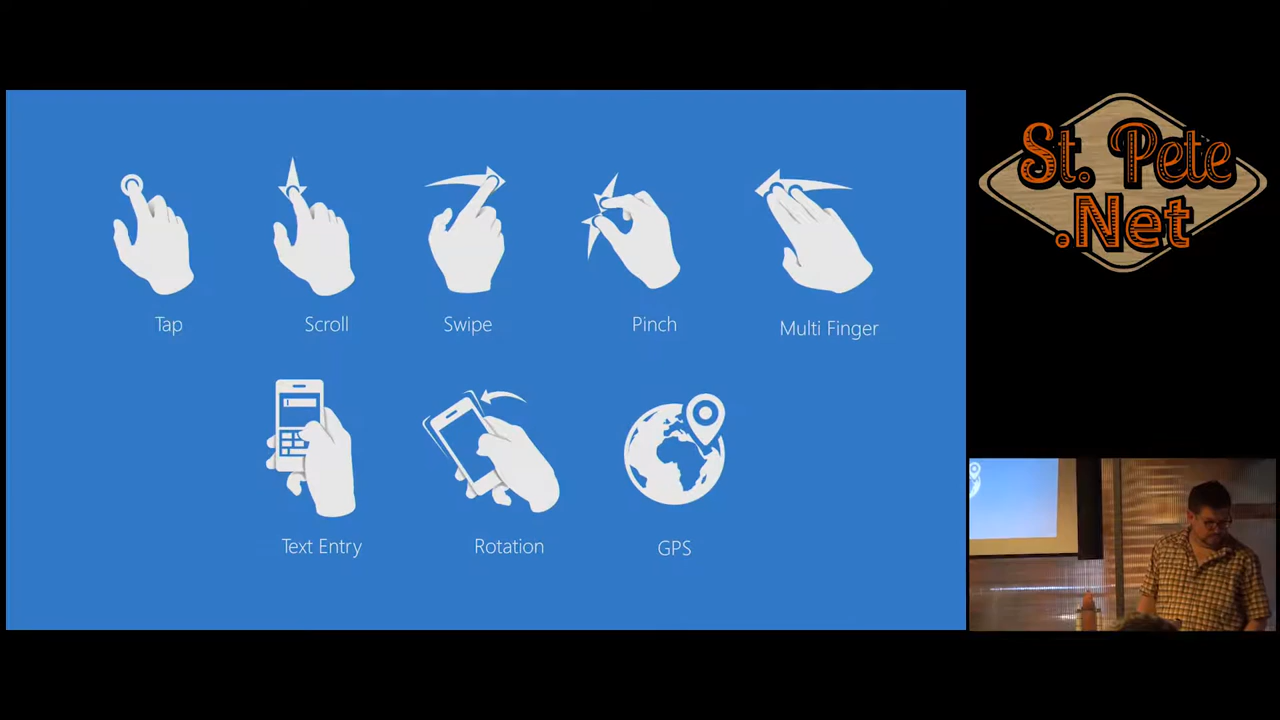 Tap
Scroll
Swipe
Pinch
Multi Finger
Text Entry
Rotation
GPS
St. Pete
.Net